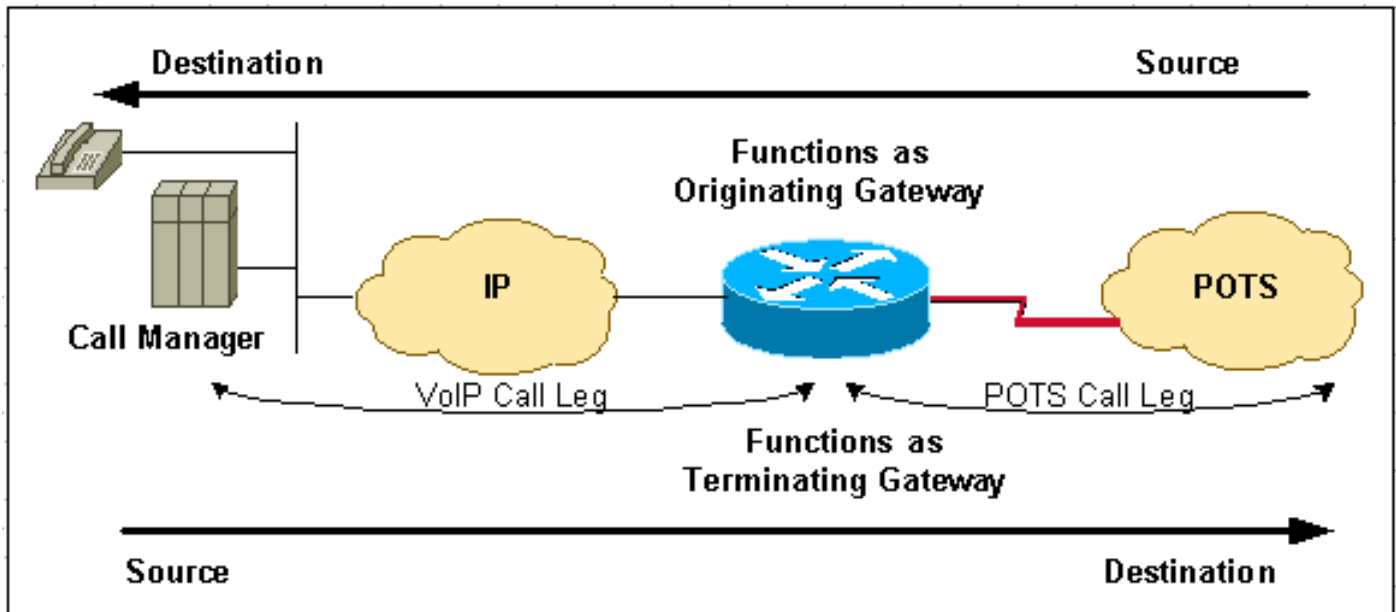 Destination
Source
Functions as
Originating Gateway
IP
POTS
Call Manager
VoIP Call Leg
POTS Call Leg
Functions as
Terminating Gateway
Source
Destination